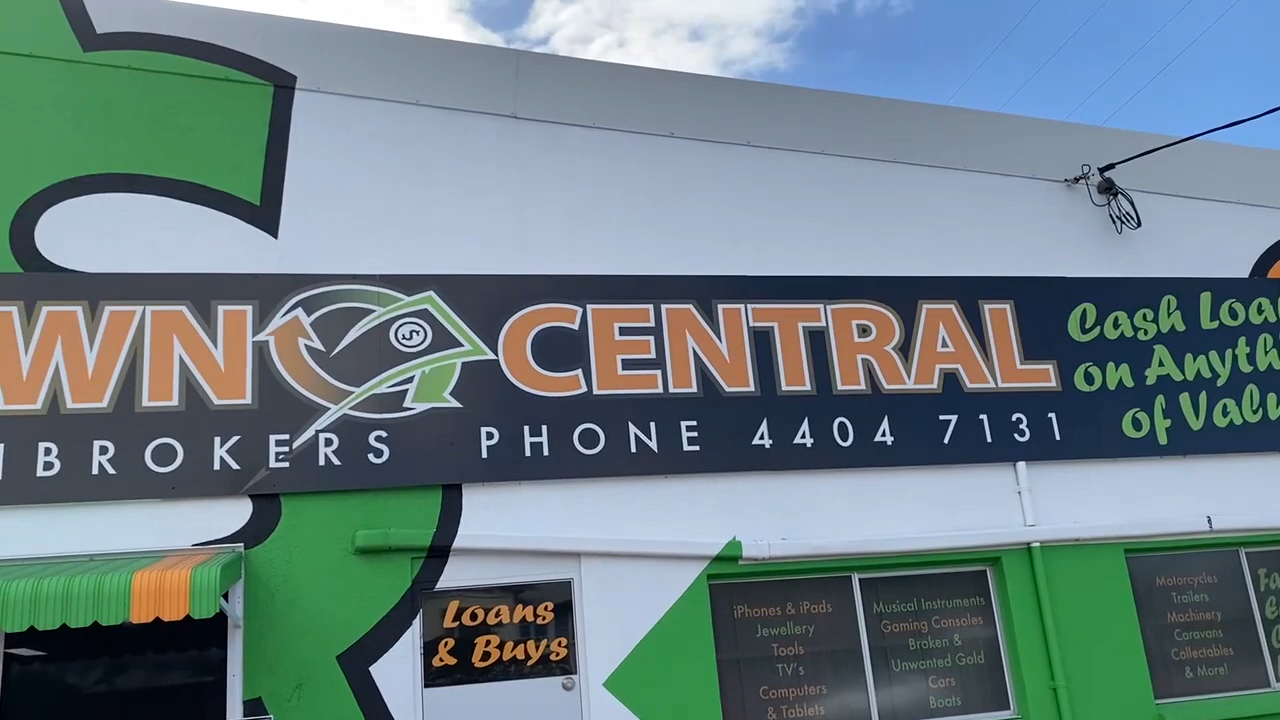 WN CENTRAL
BROKERS PHONE 4404 7131
Cash Loa
on Anyth
of Valu
Loans
& Buys
iPhones & iPads
Jewellery
Tools
TV's
Computers
& Tablets
Musical Instruments
Gaming Consoles
Broken &
Unwanted Gold
Cars
Boats
Motorcycles
Trailers
Machinery
Caravans
Collectables
& More!